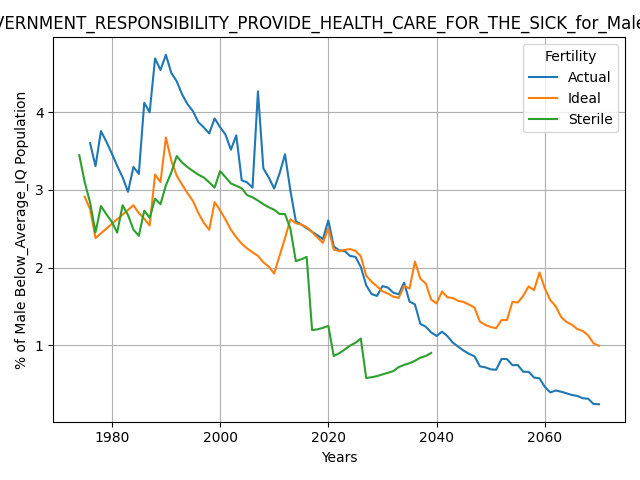 VERNMENT_RESPONSIBILITY_PROVIDE_HEALTH_CARE_FOR_THE_SICK_for_Male
Fertility
Actual
Ideal
Sterile
% of Male Below_Average_IQ Population
4
3
2
1
1980 2000 2020 2040 2060
Years